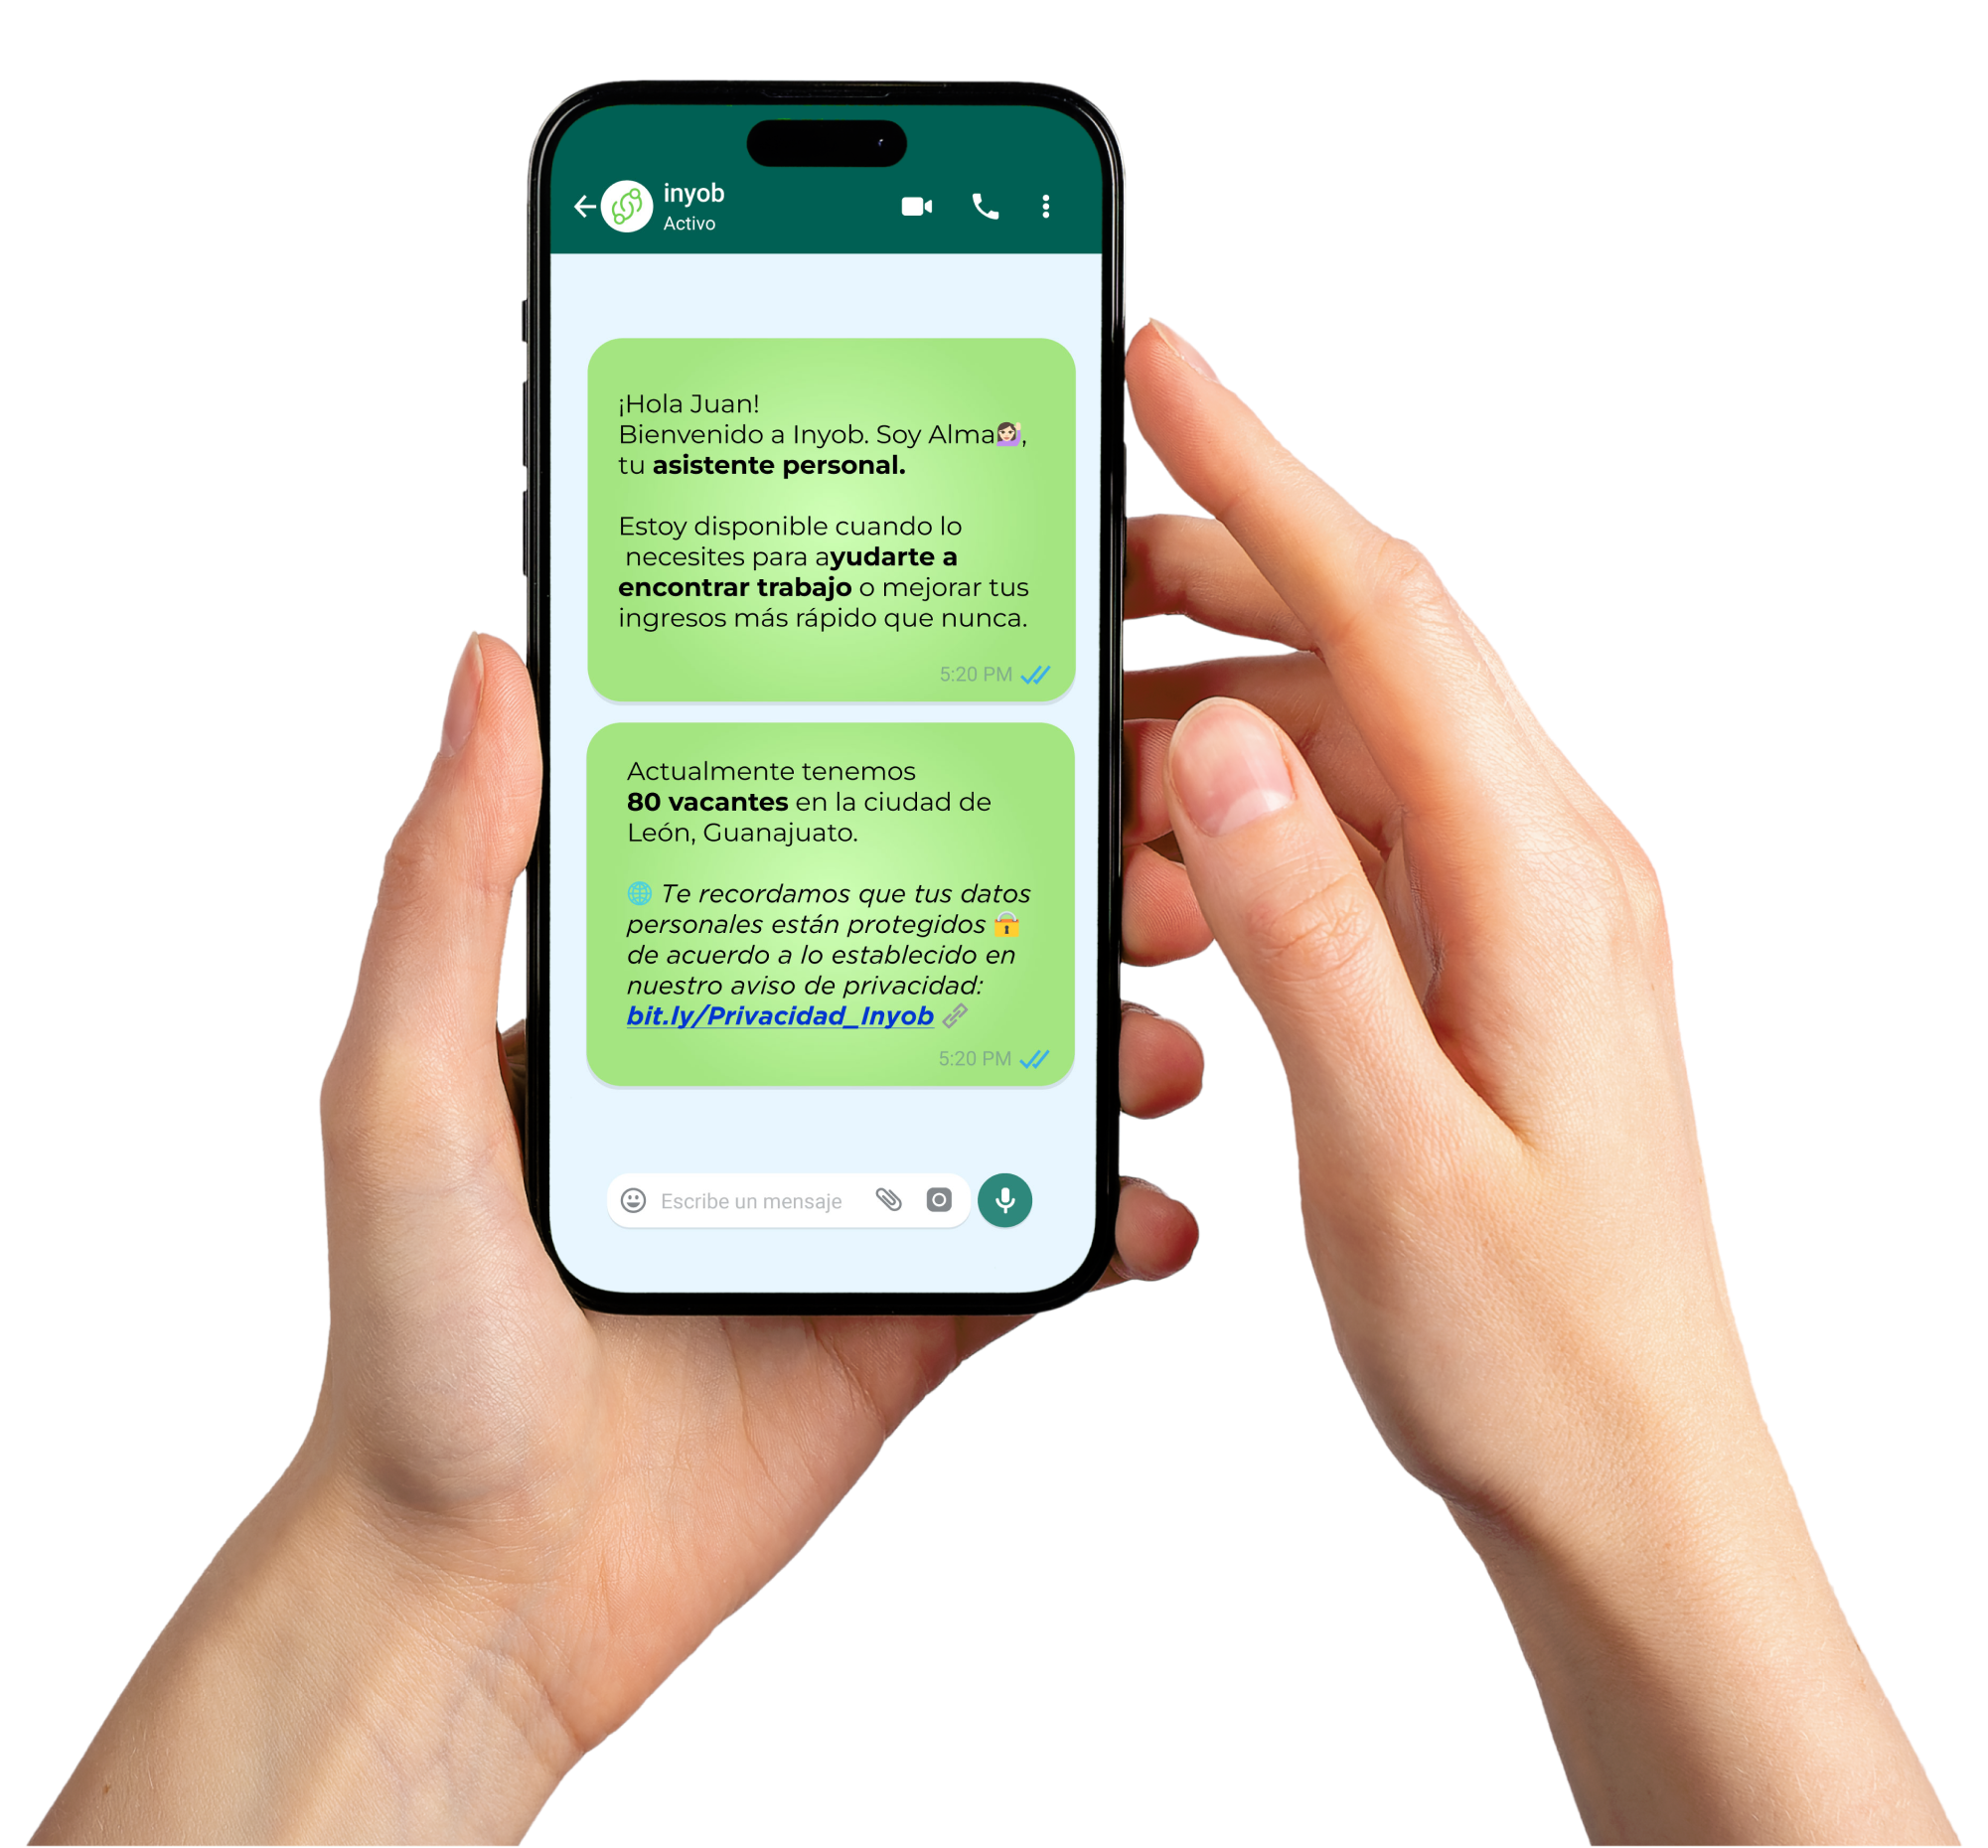 inyob
Activo
¡Hola Juan!
Bienvenido a Inyob. Soy Alma🙋🏻‍♀️,
tu asistente personal.
Estoy disponible cuando lo
necesites para ayudarte a
encontrar trabajo o mejorar tus
ingresos más rápido que nunca.
5:20 PM
Actualmente tenemos
80 vacantes en la ciudad de
León, Guanajuato.
🌐 Te recordamos que tus datos
personales están protegidos 🔒
de acuerdo a lo establecido en
nuestro aviso de privacidad:
bit.ly/Privacidad_Inyob 🔗
5:20 PM
Escribe un mensaje